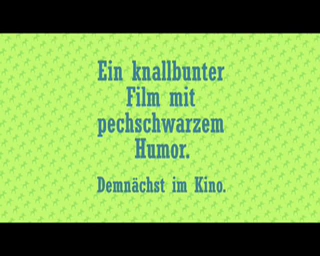 Ein knallbunter
Film mit
pechschwarzem
Humor.
Demnächst im Kino.